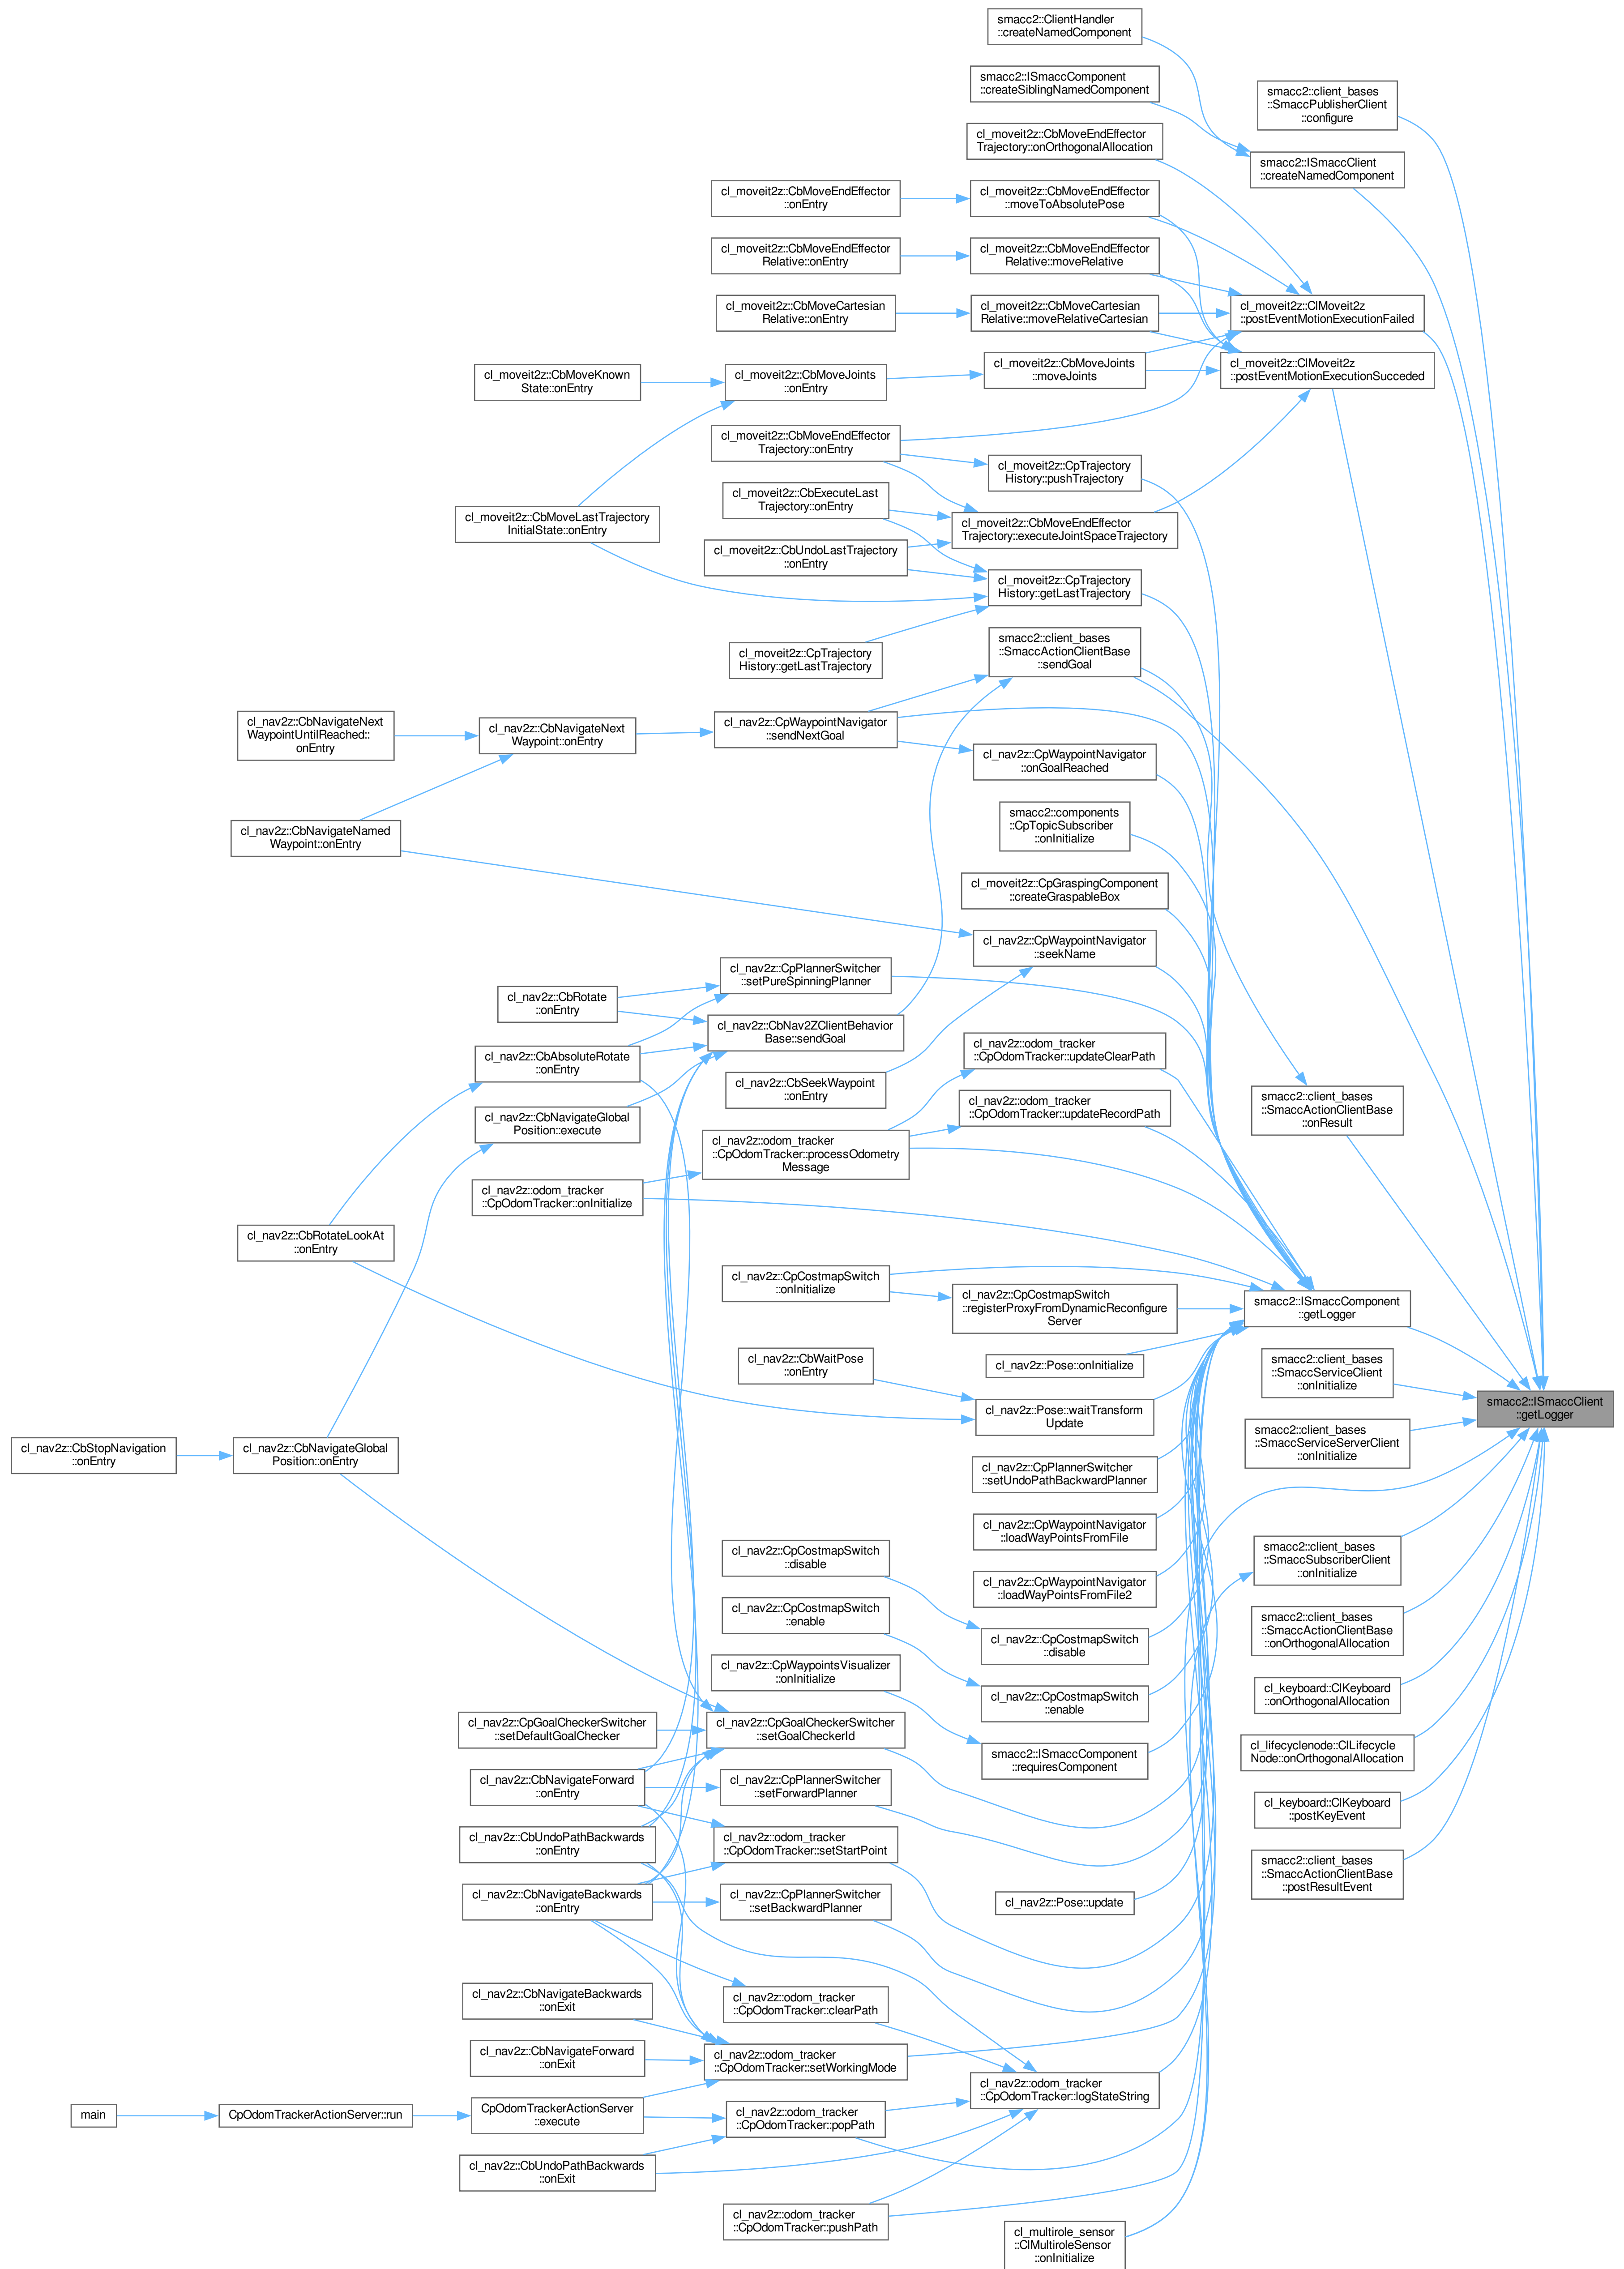 smacc2::ClientHandler
::createNamedComponent
smacc2::ISmaccComponent
::createSiblingNamedComponent
smacc2::client_bases
::SmaccPublisherClient
::configure
cl_moveit2z::CbMoveEndEffector
Trajectory::onOrthogonalAllocation
smacc2::ISmaccClient
::createNamedComponent
cl_moveit2z::CbMoveEndEffector
::onEntry
cl_moveit2z::CbMoveEndEffector
::moveToAbsolutePose
cl_moveit2z::CbMoveEndEffector
Relative::onEntry
cl_moveit2z::CbMoveEndEffector
Relative::moveRelative
cl_moveit2z::CbMoveCartesian
Relative::onEntry
cl_moveit2z::CbMoveCartesian
Relative::moveRelativeCartesian
cl_moveit2z::ClMoveit2z
::postEventMotionExecutionFailed
cl_moveit2z::CbMoveKnown
State::onEntry
cl_moveit2z::CbMoveJoints
::onEntry
cl_moveit2z::CbMoveJoints
::moveJoints
cl_moveit2z::ClMoveit2z
::postEventMotionExecutionSucceded
cl_moveit2z::CbMoveEndEffector
Trajectory::onEntry
cl_moveit2z::CpTrajectory
History::pushTrajectory
cl_moveit2z::CbExecuteLast
Trajectory::onEntry
cl_moveit2z::CbMoveLastTrajectory
InitialState::onEntry
cl_moveit2z::CbMoveEndEffector
Trajectory::executeJointSpaceTrajectory
cl_moveit2z::CbUndoLastTrajectory
::onEntry
cl_moveit2z::CpTrajectory
History::getLastTrajectory
cl_moveit2z::CpTrajectory
History::getLastTrajectory
smacc2::client_bases
::SmaccActionClientBase
::sendGoal
cl_nav2z::CbNavigateNext
WaypointUntilReached::
onEntry
cl_nav2z::CbNavigateNext
Waypoint::onEntry
cl_nav2z::CpWaypointNavigator
::sendNextGoal
cl_nav2z::CpWaypointNavigator
::onGoalReached
cl_nav2z::CbNavigateNamed
Waypoint::onEntry
smacc2::components
::CpTopicSubscriber
::onInitialize
cl_moveit2z::CpGraspingComponent
::createGraspableBox
cl_nav2z::CpWaypointNavigator
::seekName
cl_nav2z::CpPlannerSwitcher
::setPureSpinningPlanner
cl_nav2z::CbRotate
::onEntry
cl_nav2z::CbNav2ZClientBehavior
Base::sendGoal
cl_nav2z::CbAbsoluteRotate
::onEntry
cl_nav2z::odom_tracker
::CpOdomTracker::updateClearPath
cl_nav2z::CbSeekWaypoint
::onEntry
cl_nav2z::odom_tracker
::CpOdomTracker::updateRecordPath
smacc2::client_bases
::SmaccActionClientBase
::onResult
cl_nav2z::CbNavigateGlobal
Position::execute
cl_nav2z::odom_tracker
::CpOdomTracker::processOdometry
Message
cl_nav2z::odom_tracker
::CpOdomTracker::onInitialize
cl_nav2z::CbRotateLookAt
::onEntry
cl_nav2z::CpCostmapSwitch
::onInitialize
cl_nav2z::CpCostmapSwitch
::registerProxyFromDynamicReconfigure
Server
smacc2::ISmaccComponent
::getLogger
cl_nav2z::CbWaitPose
::onEntry
cl_nav2z::Pose::onInitialize
smacc2::client_bases
::SmaccServiceClient
::onInitialize
cl_nav2z::Pose::waitTransform
Update
smacc2::ISmaccClient
::getLogger
cl_nav2z::CbStopNavigation
::onEntry
cl_nav2z::CbNavigateGlobal
Position::onEntry
smacc2::client_bases
::SmaccServiceServerClient
::onInitialize
cl_nav2z::CpPlannerSwitcher
::setUndoPathBackwardPlanner
cl_nav2z::CpWaypointNavigator
::loadWayPointsFromFile
cl_nav2z::CpCostmapSwitch
::disable
cl_nav2z::CpWaypointNavigator
::loadWayPointsFromFile2
smacc2::client_bases
::SmaccSubscriberClient
::onInitialize
cl_nav2z::CpCostmapSwitch
::enable
cl_nav2z::CpCostmapSwitch
::disable
smacc2::client_bases
::SmaccActionClientBase
::onOrthogonalAllocation
cl_nav2z::CpWaypointsVisualizer
::onInitialize
cl_nav2z::CpCostmapSwitch
::enable
cl_keyboard::ClKeyboard
::onOrthogonalAllocation
cl_nav2z::CpGoalCheckerSwitcher
::setDefaultGoalChecker
cl_nav2z::CpGoalCheckerSwitcher
::setGoalCheckerId
smacc2::ISmaccComponent
::requiresComponent
cl_lifecyclenode::ClLifecycle
Node::onOrthogonalAllocation
cl_nav2z::CbNavigateForward
::onEntry
cl_nav2z::CpPlannerSwitcher
::setForwardPlanner
cl_keyboard::ClKeyboard
::postKeyEvent
cl_nav2z::CbUndoPathBackwards
::onEntry
cl_nav2z::odom_tracker
::CpOdomTracker::setStartPoint
smacc2::client_bases
::SmaccActionClientBase
::postResultEvent
cl_nav2z::CbNavigateBackwards
::onEntry
cl_nav2z::CpPlannerSwitcher
::setBackwardPlanner
cl_nav2z::Pose::update
cl_nav2z::CbNavigateBackwards
::onExit
cl_nav2z::odom_tracker
::CpOdomTracker::clearPath
cl_nav2z::CbNavigateForward
::onExit
cl_nav2z::odom_tracker
::CpOdomTracker::setWorkingMode
cl_nav2z::odom_tracker
::CpOdomTracker::logStateString
main
CpOdomTrackerActionServer::run
CpOdomTrackerActionServer
::execute
cl_nav2z::odom_tracker
::CpOdomTracker::popPath
cl_nav2z::CbUndoPathBackwards
::onExit
cl_nav2z::odom_tracker
::CpOdomTracker::pushPath
cl_multirole_sensor
::ClMultiroleSensor
::onInitialize